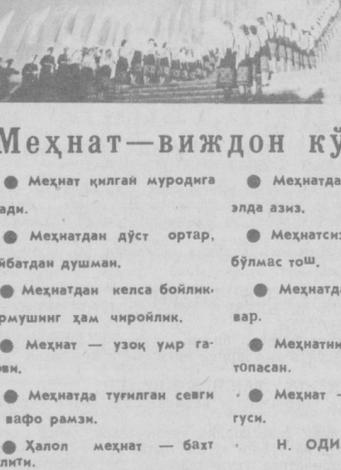 Меҳнат—виждон кў
● Меҳнат қилган муродига
ади.
● Меҳнатдан дўст ортар,
йбатдан душман.
● Меҳнатдан келса бойлик,
рмушинг ҳам чиройлик.
● Меҳнат — узоқ умр га-
ови.
● Меҳнатда туғилган севги
вафо рамзи.
● Ҳалол меҳнат — бахт
лити.
● Меҳнатда
элда азиз.
● Меҳнатсиз
бўлмас тош.
● Меҳнатда
вар.
● Меҳнатни
топасан.
● Меҳнат -
гуси.
Н. ОДИ